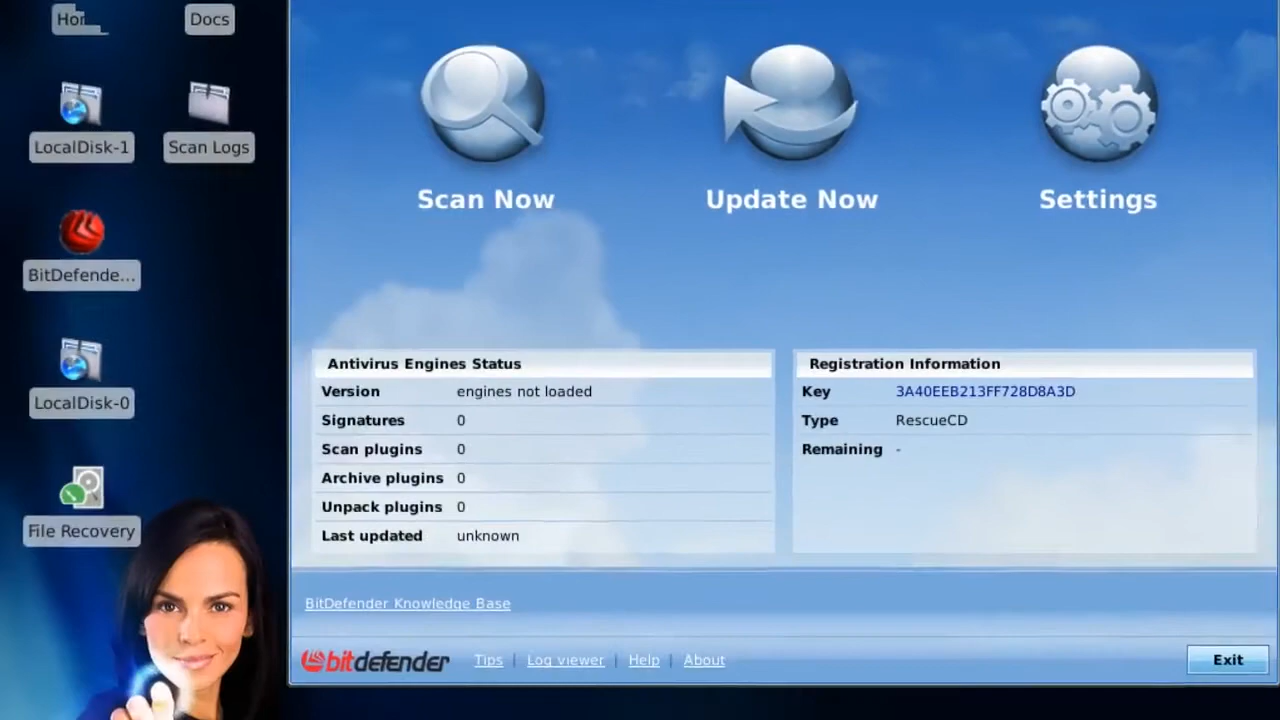 Docs
LocalDisk-1
Scan Logs
BitDefende...
LocalDisk-0
File Recovery
Scan Now
Update Now
Settings
Antivirus Engines Status
Version engines not loaded
Signatures 0
Scan plugins 0
Archive plugins 0
Unpack plugins 0
Last updated unknown
Registration Information
Key 3A40EEB213FF728D8A3D
Type RescueCD
Remaining -
BitDefender Knowledge Base
bitdefender Tips | Log viewer | Help | About
Exit